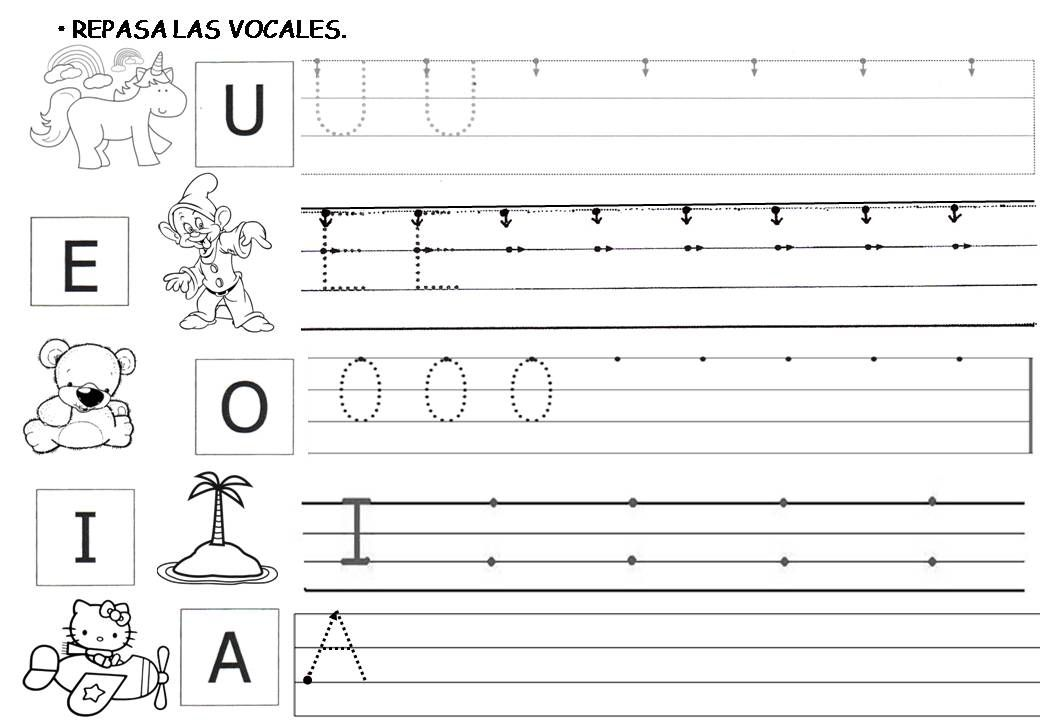 • REPASA LAS VOCALES.
U U U
E E E
O O O O
I I
A A